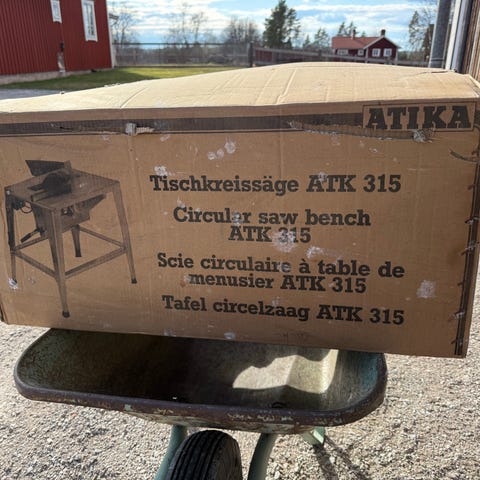 ATIKA
Tischkreissäge ATK 315
Circular saw bench
ATK 315
Scie circulaire à table de
menusier ATK 315
Tafel circelzaag ATK 315